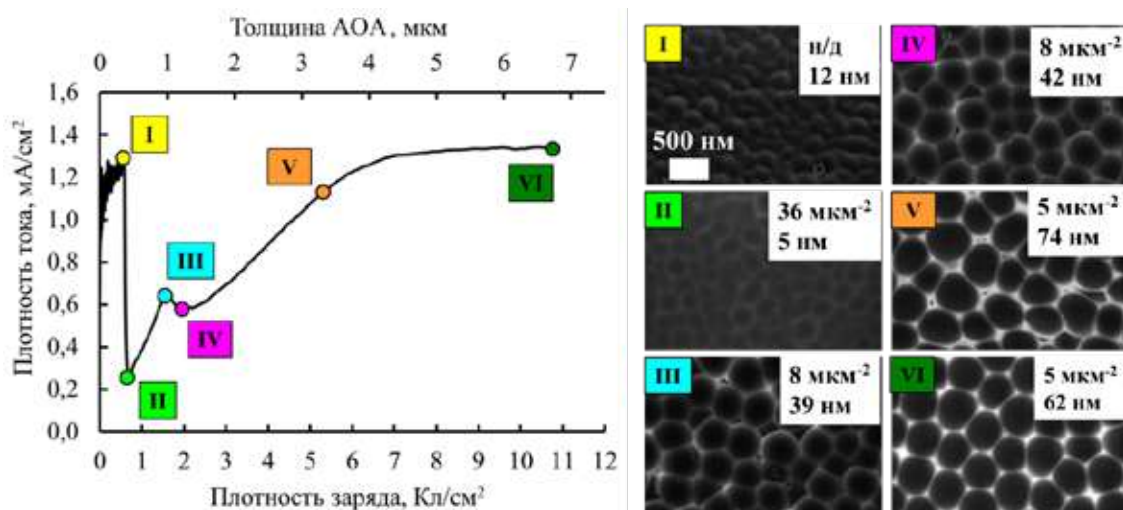 Толщина АОА, мкм
0 1 2 3 4 5 6 7
1,6
1,4
1,2
1,0
0,8
0,6
0,4
0,2
0,0
Плотность тока, мА/см²
I
II
III
IV
V
VI
0 1 2 3 4 5 6 7 8 9 10 11 12
Плотность заряда, Кл/см²
I
н/д
12 нм
500 нм
IV
8 мкм⁻²
42 нм
II
36 мкм⁻²
5 нм
V
5 мкм⁻²
74 нм
III
8 мкм⁻²
39 нм
VI
5 мкм⁻²
62 нм